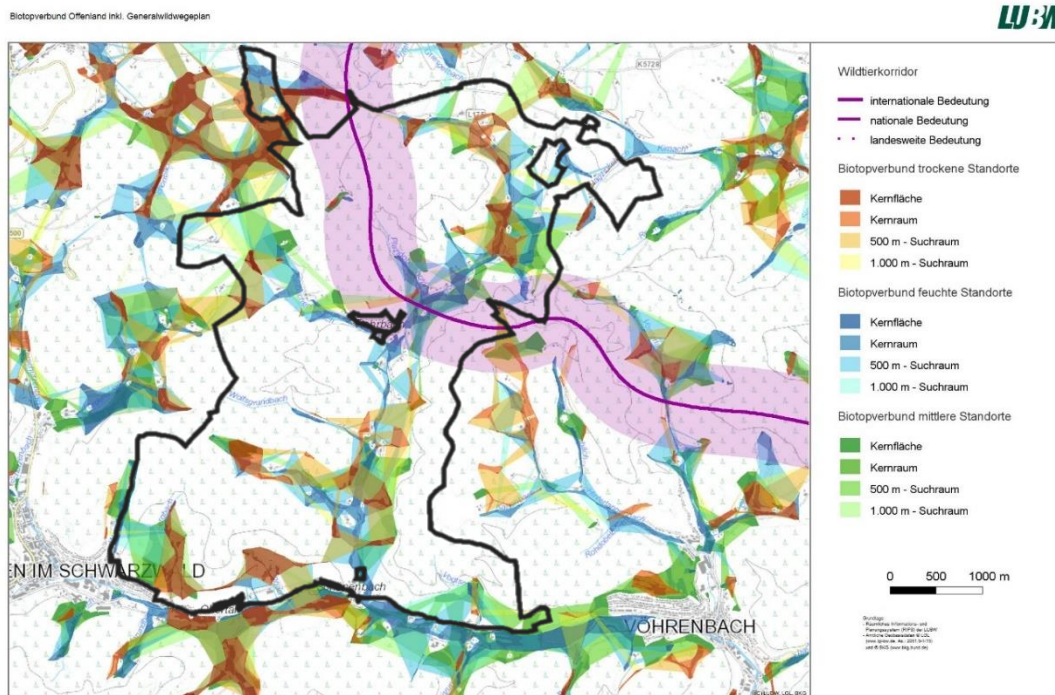 Biotopverbund Offenland inkl. Generalwildwegeplan
LUBW
K5729
500
Wolfsgrundbach
EN IM SCHWARZWALD
VÖHRENBACH
Wildtierkorridor
internationale Bedeutung
nationale Bedeutung
landesweite Bedeutung
Biotopverbund trockene Standorte
Kernfläche
Kernraum
500 m - Suchraum
1.000 m - Suchraum
Biotopverbund feuchte Standorte
Kernfläche
Kernraum
500 m - Suchraum
1.000 m - Suchraum
Biotopverbund mittlere Standorte
Kernfläche
Kernraum
500 m - Suchraum
1.000 m - Suchraum
0 500 1000 m